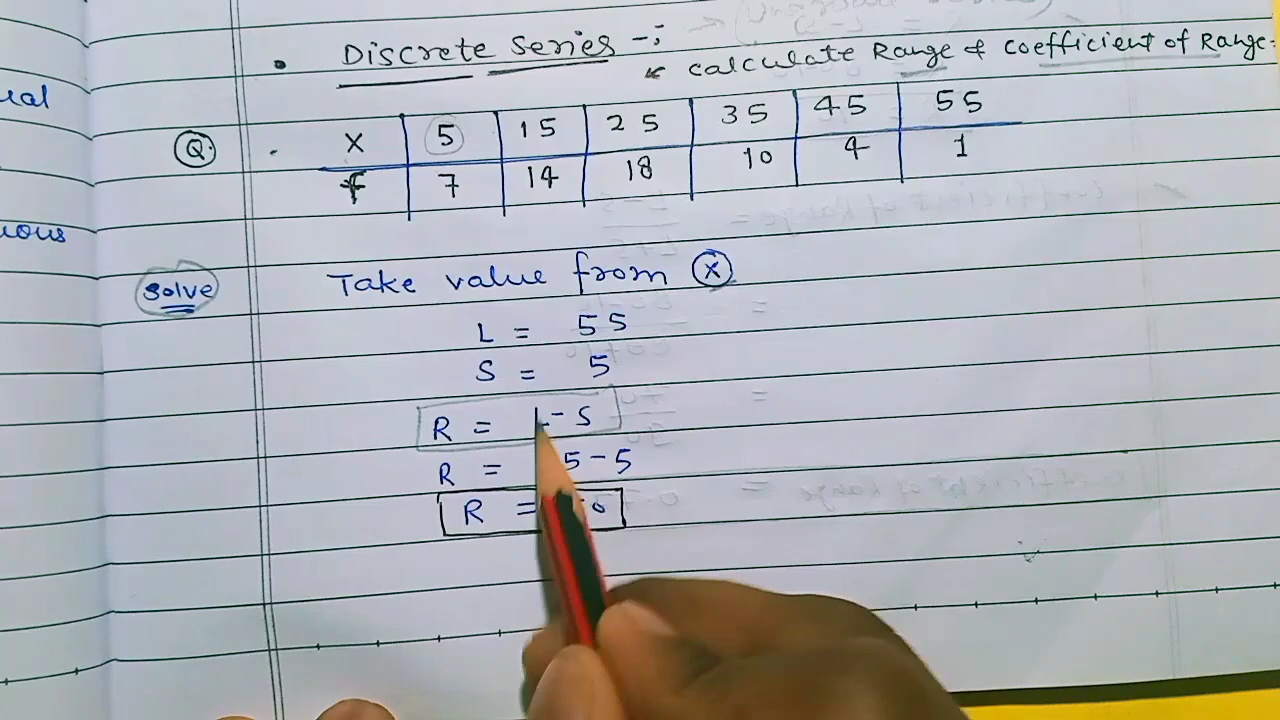 • Discrete Series -:
calculate Range & coefficient of Range-
Q. X 5 15 25 35 45 55
f 7 14 18 10 4 1
Solve Take value from X
L = 55
S = 5
R = L - S
R = 5-5
R = 0